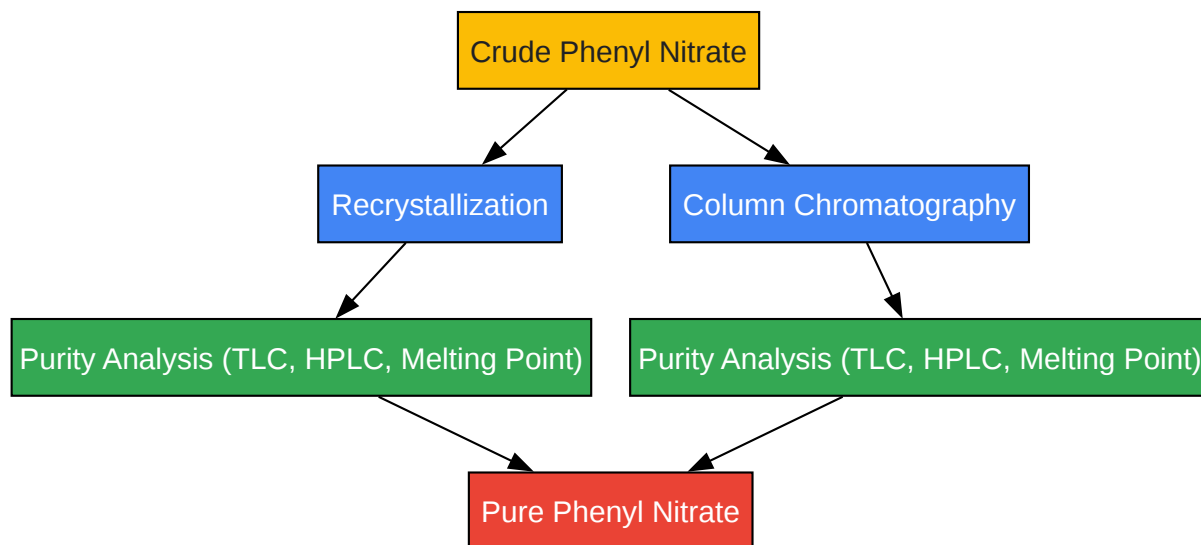 Crude Phenyl Nitrate
Recrystallization
Column Chromatography
Purity Analysis (TLC, HPLC, Melting Point)
Purity Analysis (TLC, HPLC, Melting Point)
Pure Phenyl Nitrate